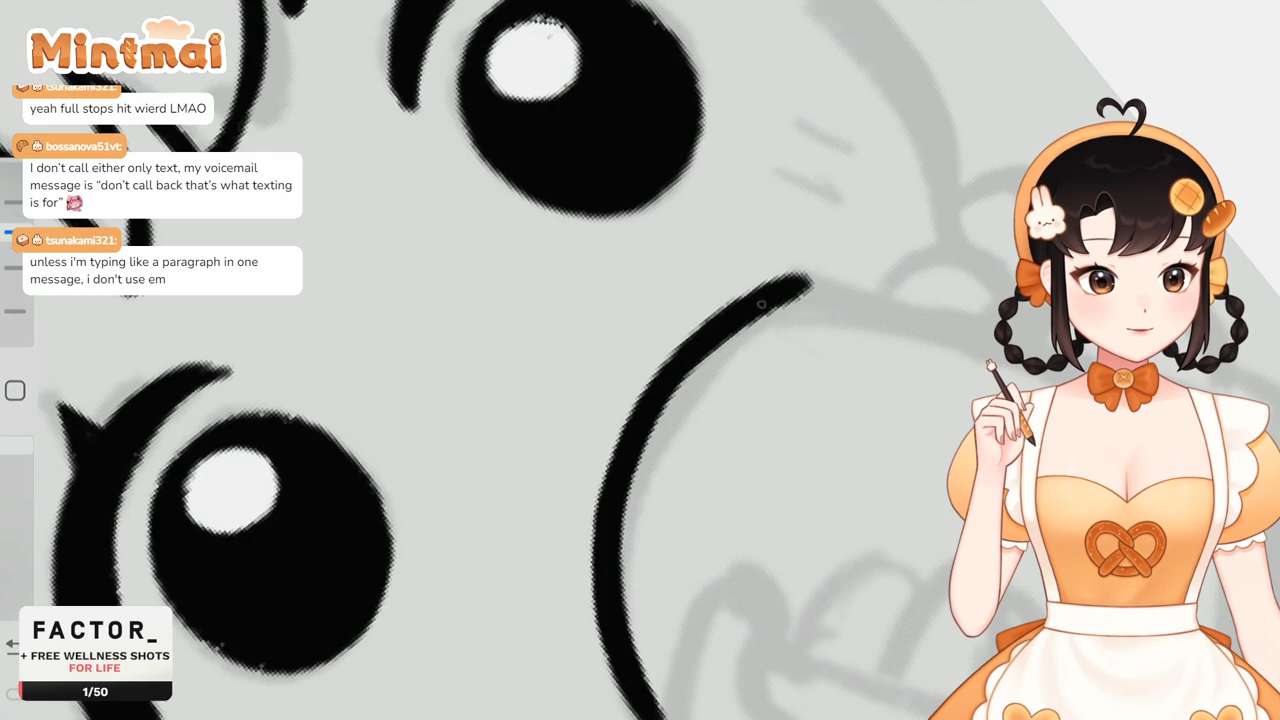 Mintmai
tsunakami321:
yeah full stops hit wierd LMAO
bossanova51vt:
I don't call either only text, my voicemail
message is “don't call back that's what texting
is for”
tsunakami321:
unless i'm typing like a paragraph in one
message, i don't use em
FACTOR_
+ FREE WELLNESS SHOTS
FOR LIFE
1/50